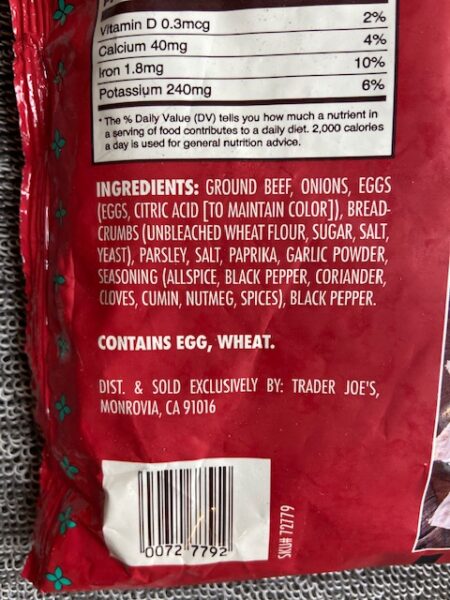 Vitamin D 0.3mcg 2%
Calcium 40mg 4%
Iron 1.8mg 10%
Potassium 240mg 6%
* The % Daily Value (DV) tells you how much a nutrient in
a serving of food contributes to a daily diet. 2,000 calories
a day is used for general nutrition advice.
INGREDIENTS: GROUND BEEF, ONIONS, EGGS
(EGGS, CITRIC ACID [TO MAINTAIN COLOR]), BREAD-
CRUMBS (UNBLEACHED WHEAT FLOUR, SUGAR, SALT,
YEAST), PARSLEY, SALT, PAPRIKA, GARLIC POWDER,
SEASONING (ALLSPICE, BLACK PEPPER, CORIANDER,
CLOVES, CUMIN, NUTMEG, SPICES), BLACK PEPPER.
CONTAINS EGG, WHEAT.
DIST. & SOLD EXCLUSIVELY BY: TRADER JOE'S,
MONROVIA, CA 91016
0072 7792
SKU# 72779